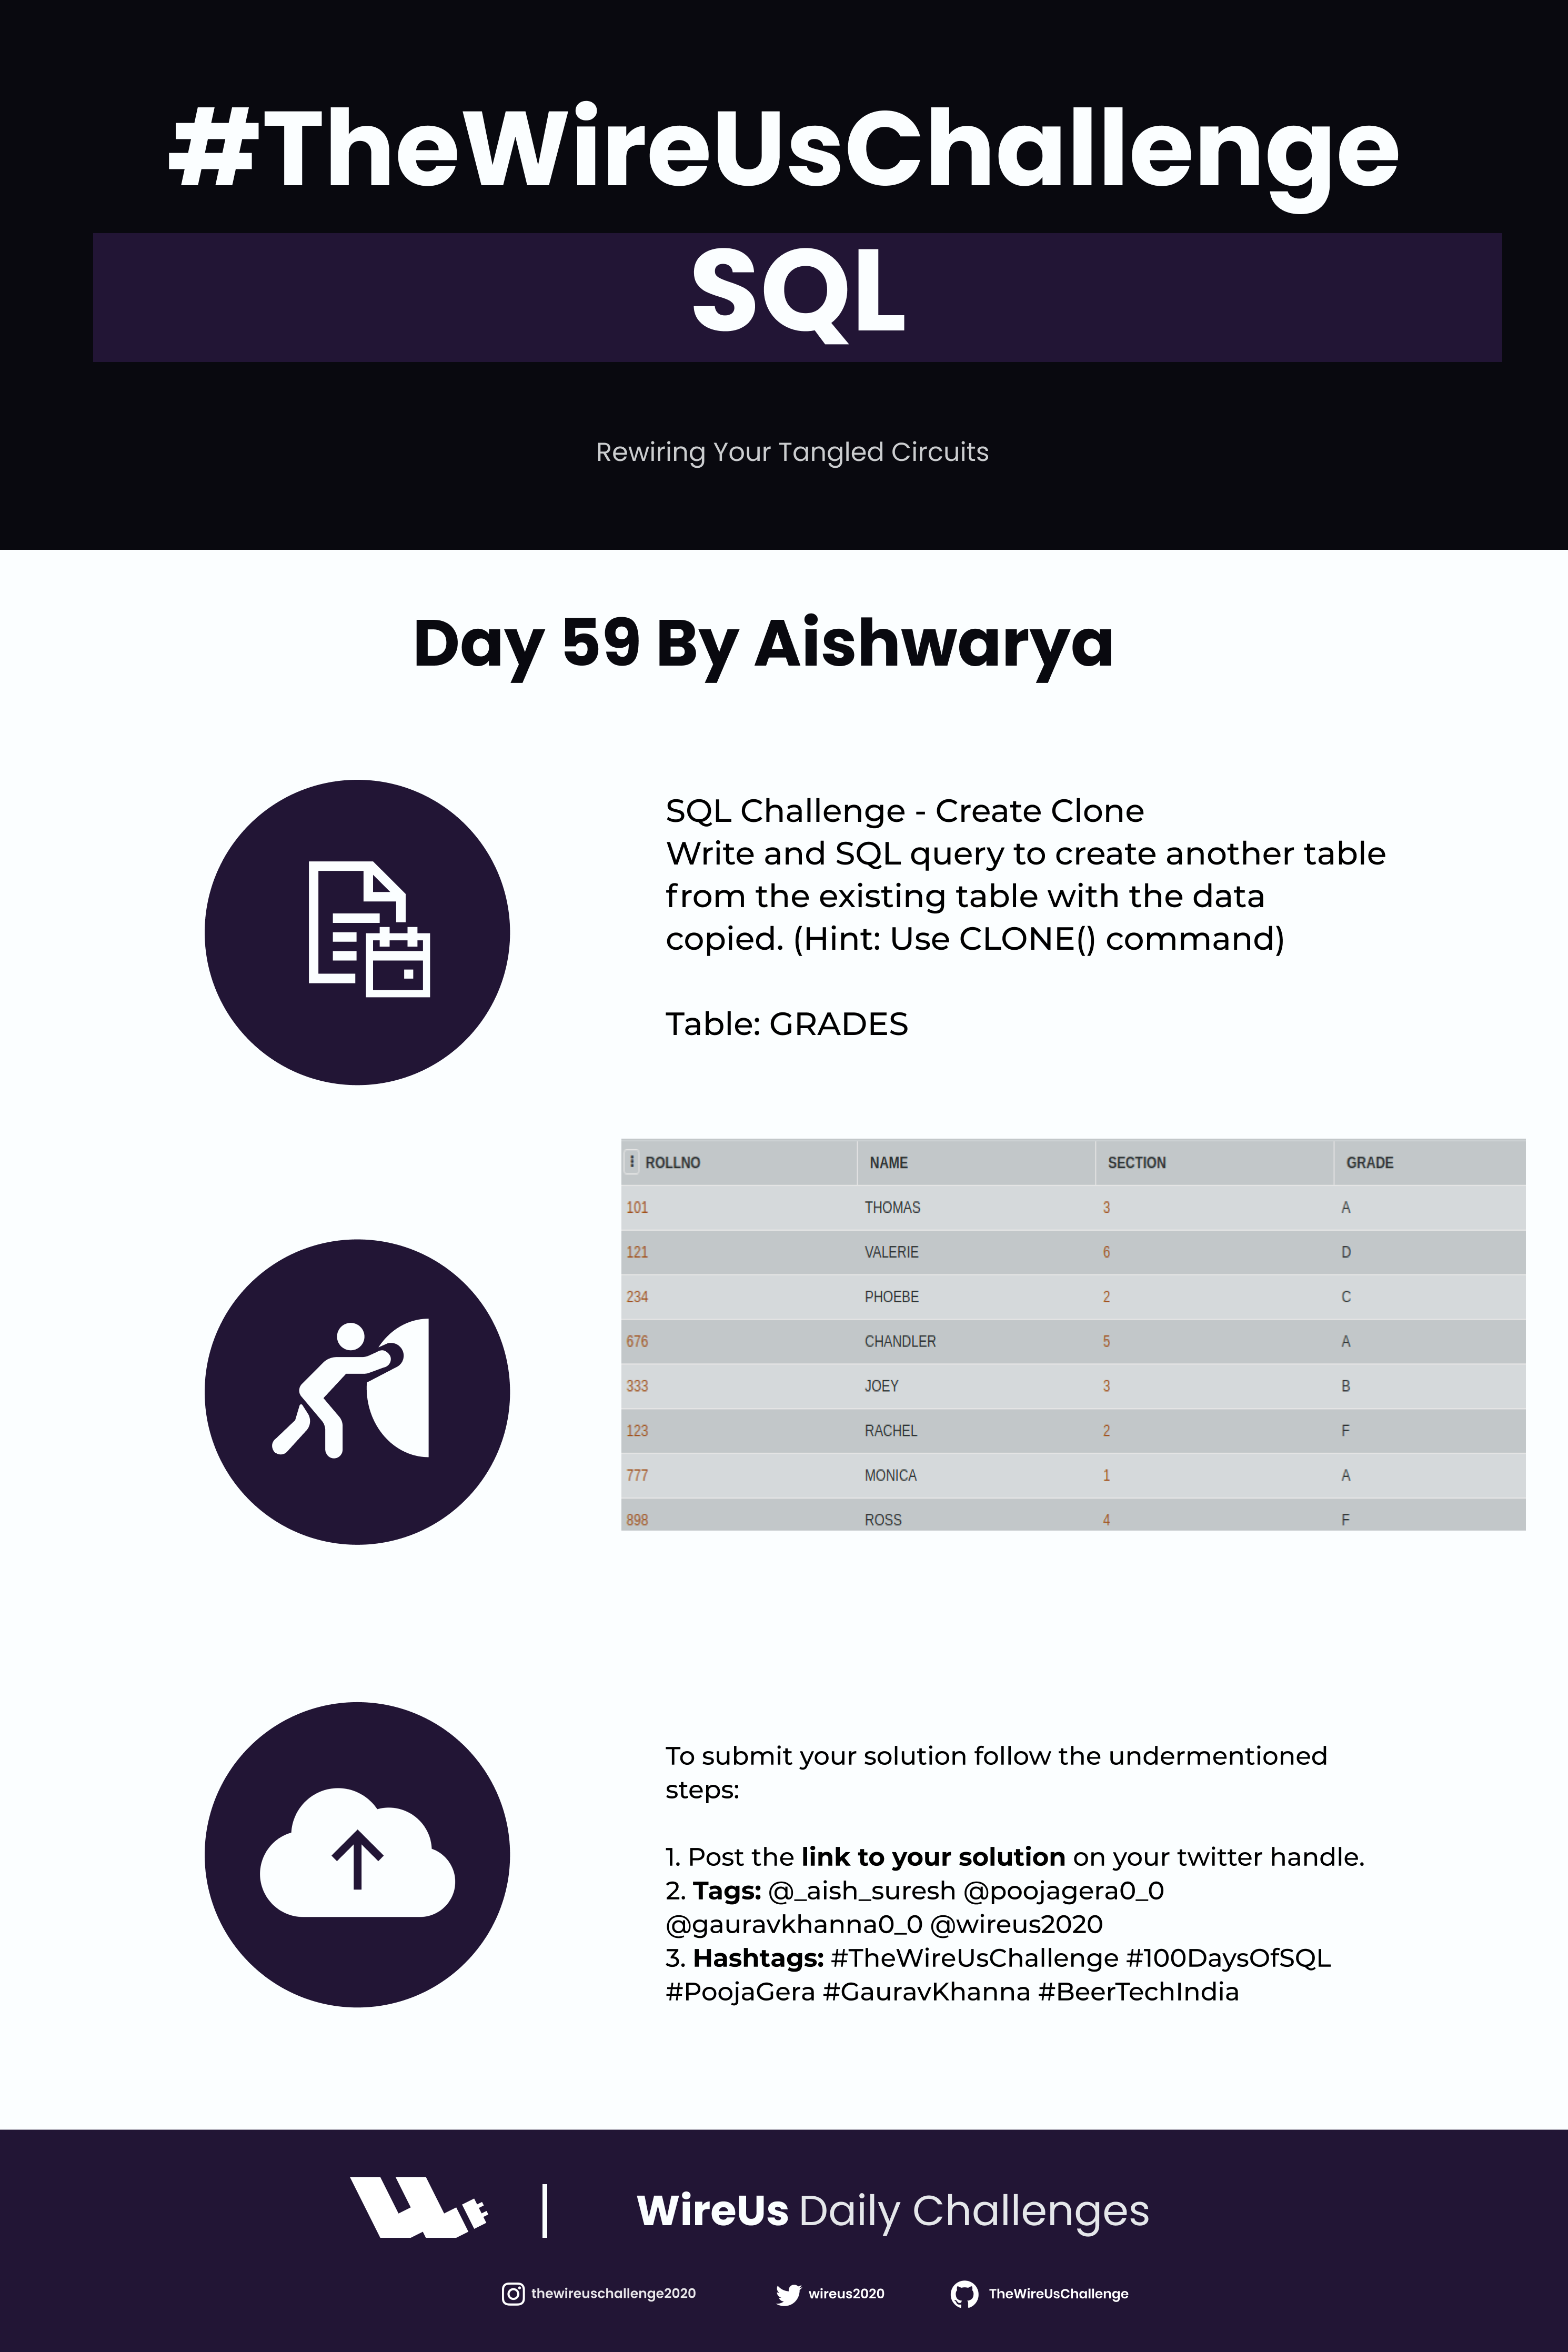 #TheWireUsChallenge
SQL
Rewiring Your Tangled Circuits
Day 59 By Aishwarya
SQL Challenge - Create Clone
Write and SQL query to create another table
from the existing table with the data
copied. (Hint: Use CLONE() command)
Table: GRADES
ROLLNO NAME SECTION GRADE
101 THOMAS 3 A
121 VALERIE 6 D
234 PHOEBE 2 C
676 CHANDLER 5 A
333 JOEY 3 B
123 RACHEL 2 F
777 MONICA 1 A
898 ROSS 4 F
To submit your solution follow the undermentioned
steps:
1. Post the link to your solution on your twitter handle.
2. Tags: @_aish_suresh @poojagera0_0
@gauravkhanna0_0 @wireus2020
3. Hashtags: #TheWireUsChallenge #100DaysOfSQL
#PoojaGera #GauravKhanna #BeerTechIndia
WireUs Daily Challenges
thewireuschallenge2020 wireus2020 TheWireUsChallenge